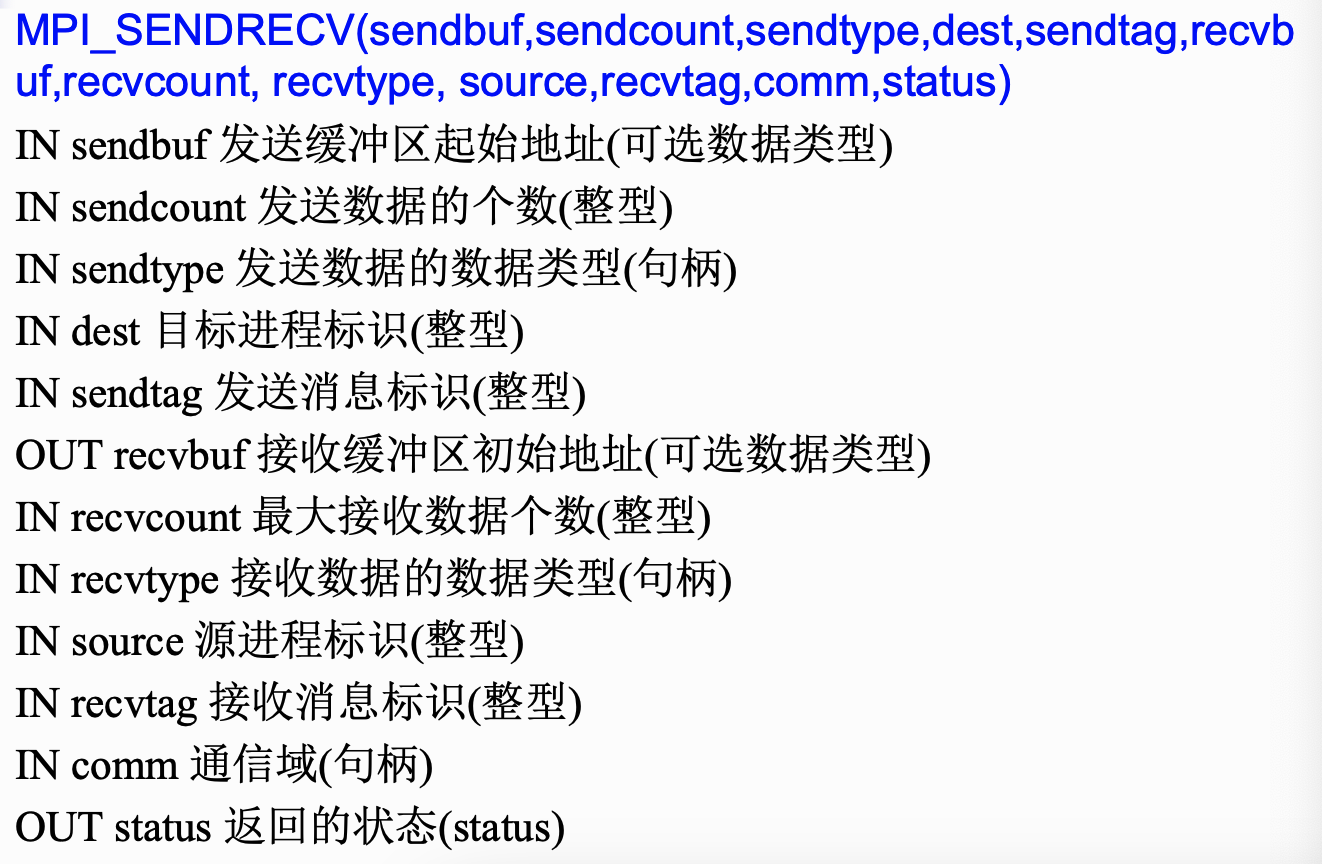 MPI_SENDRECV(sendbuf,sendcount,sendtype,dest,sendtag,recvb
uf,recvcount, recvtype, source,recvtag,comm,status)
IN sendbuf 发送缓冲区起始地址(可选数据类型)
IN sendcount 发送数据的个数(整型)
IN sendtype 发送数据的数据类型(句柄)
IN dest 目标进程标识(整型)
IN sendtag 发送消息标识(整型)
OUT recvbuf 接收缓冲区初始地址(可选数据类型)
IN recvcount 最大接收数据个数(整型)
IN recvtype 接收数据的数据类型(句柄)
IN source 源进程标识(整型)
IN recvtag 接收消息标识(整型)
IN comm 通信域(句柄)
OUT status 返回的状态(status)